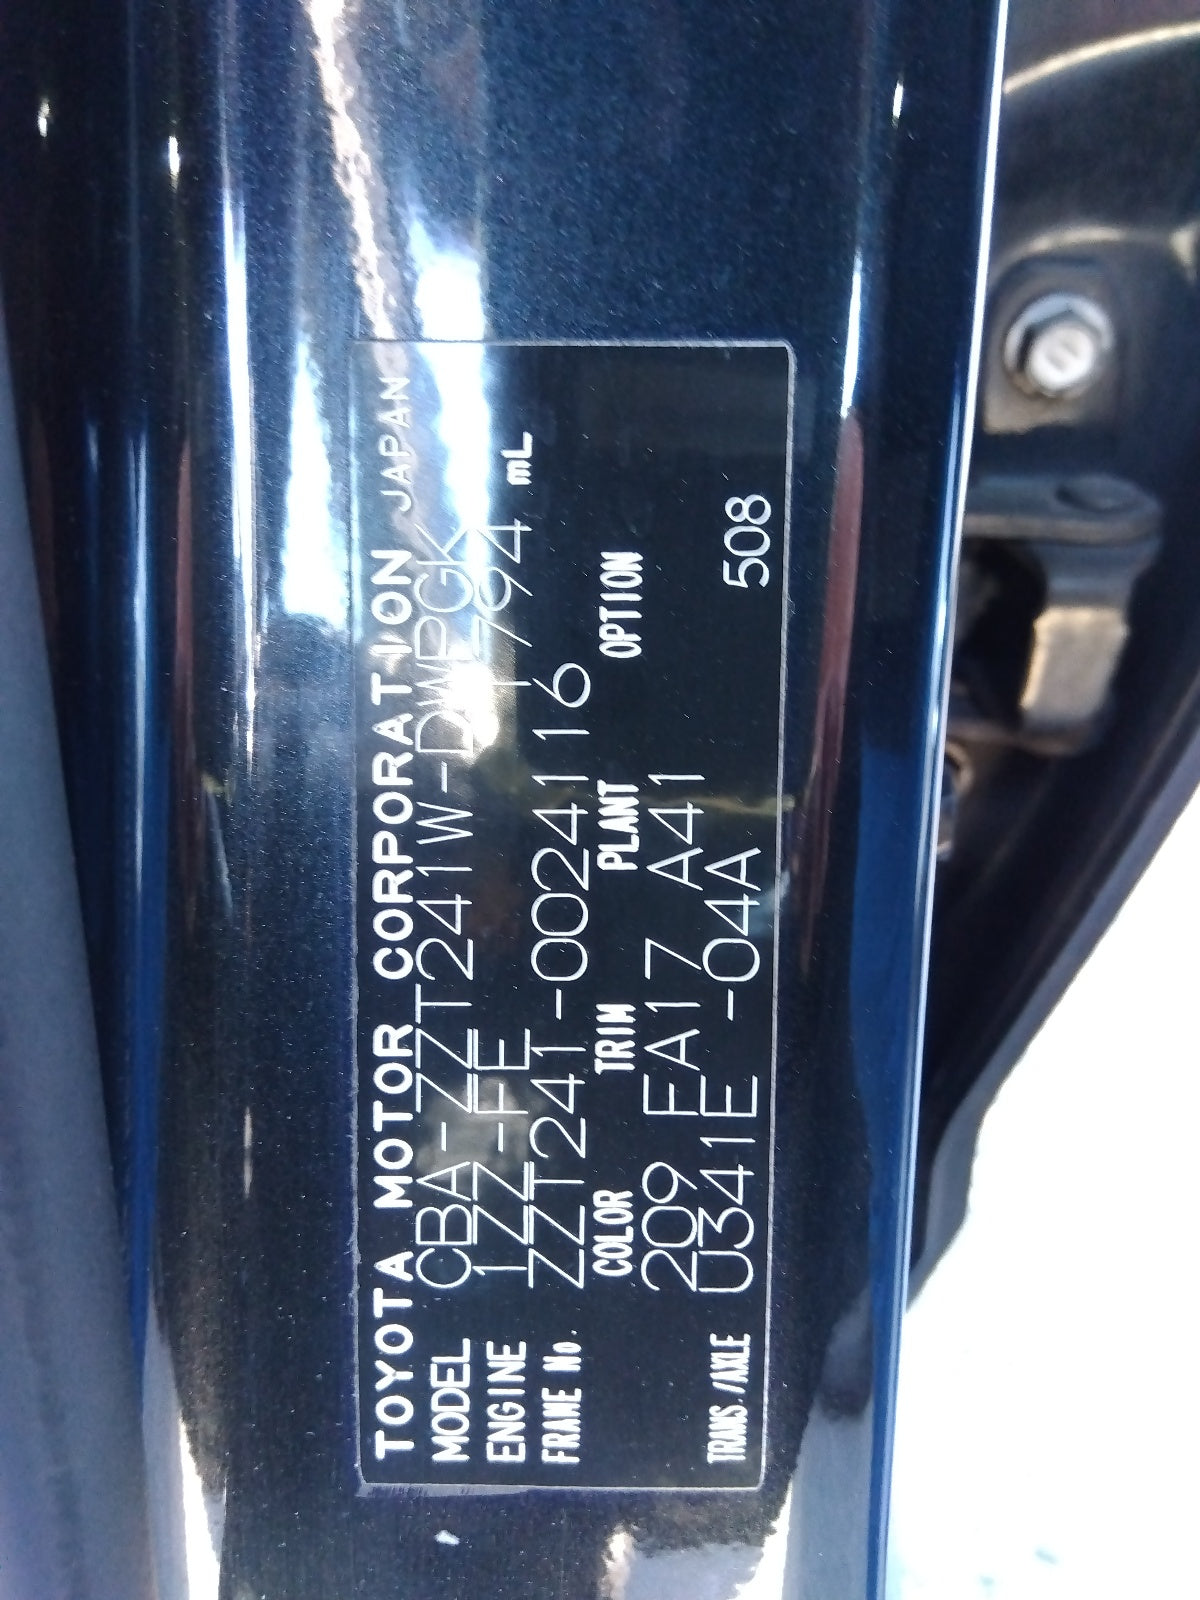 TOYOTA MOTOR CORPORATION JAPAN
MODEL CBA-ZZT241W-DWPGK
ENGINE 1ZZ-FE 1794 mL
FRAME No. ZZT241-0024116
COLOR TRIM PLANT OPTION
209 FA17 A41
TRANS/AXLE U341E -04A 508